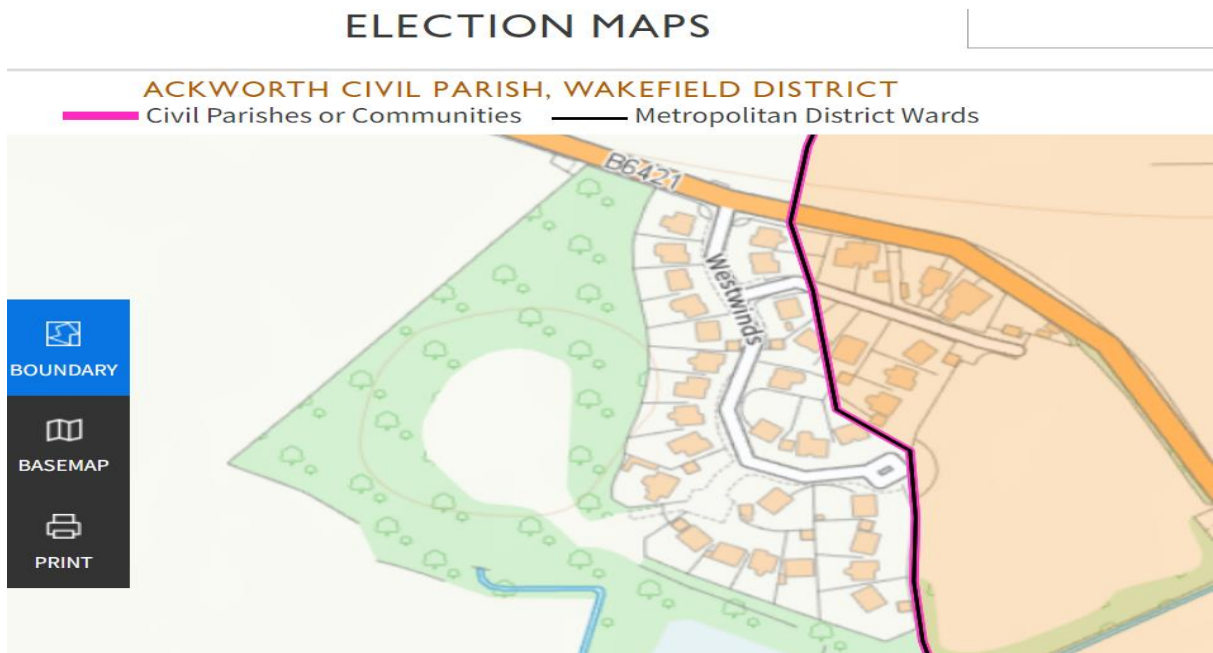 ELECTION MAPS
ACKWORTH CIVIL PARISH, WAKEFIELD DISTRICT
Civil Parishes or Communities Metropolitan District Wards
B6421
Westwinds
BOUNDARY
BASEMAP
PRINT